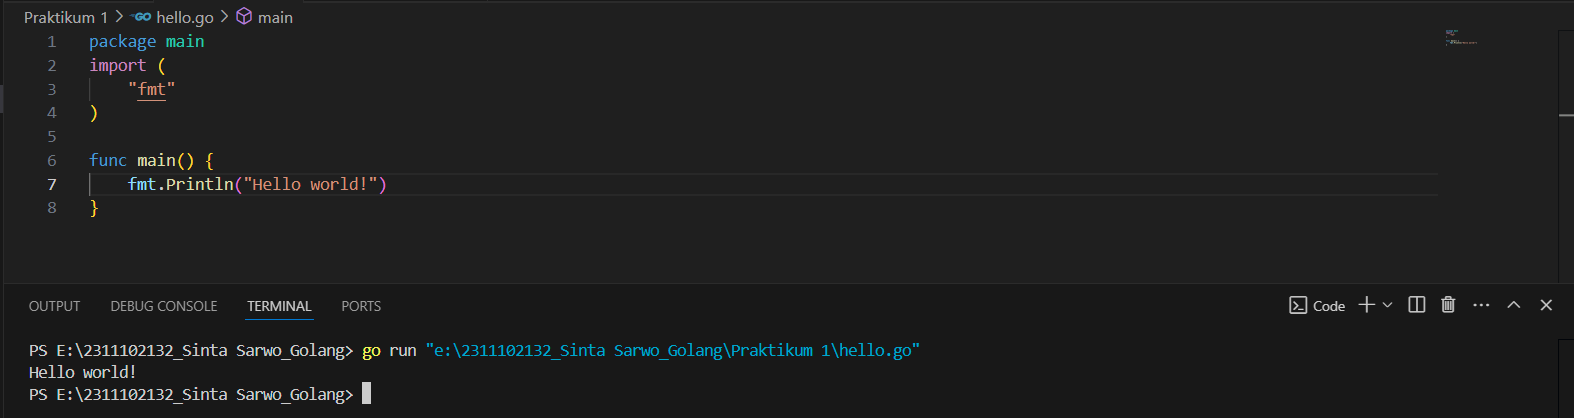 Praktikum 1 > GO hello.go > main
1 package main
2 import (
3     "fmt"
4 )
5
6 func main() {
7     fmt.Println("Hello world!")
8 }
OUTPUT DEBUG CONSOLE TERMINAL PORTS Code
PS E:\2311102132_Sinta Sarwo_Golang> go run "e:\2311102132_Sinta Sarwo_Golang\Praktikum 1\hello.go"
Hello world!
PS E:\2311102132_Sinta Sarwo_Golang>